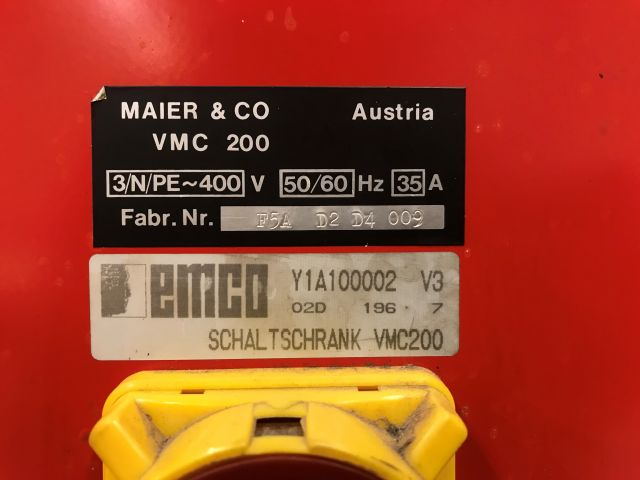 MAIER & CO Austria
VMC 200
3/N/PE~400 V 50/60 Hz 35 A
Fabr. Nr. F5A D2 D4 009
emco Y1A100002 V3
02D 196 · 7
SCHALTSCHRANK VMC200